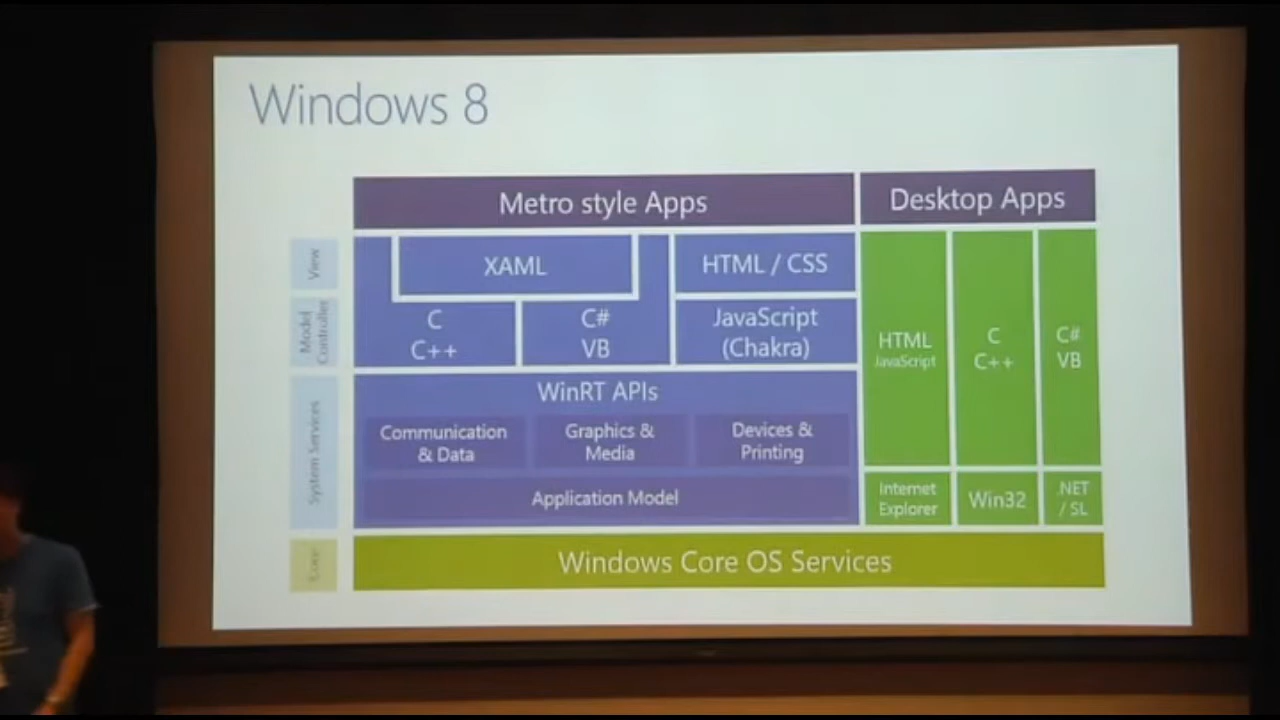 Windows 8
Metro style Apps
Desktop Apps
View
XAML
HTML / CSS
Model
Controller
C
C++
C#
VB
JavaScript
(Chakra)
HTML
JavaScript
C
C++
C#
VB
System Services
WinRT APIs
Communication
& Data
Graphics &
Media
Devices &
Printing
Application Model
Internet
Explorer
Win32
.NET
/ SL
Core
Windows Core OS Services